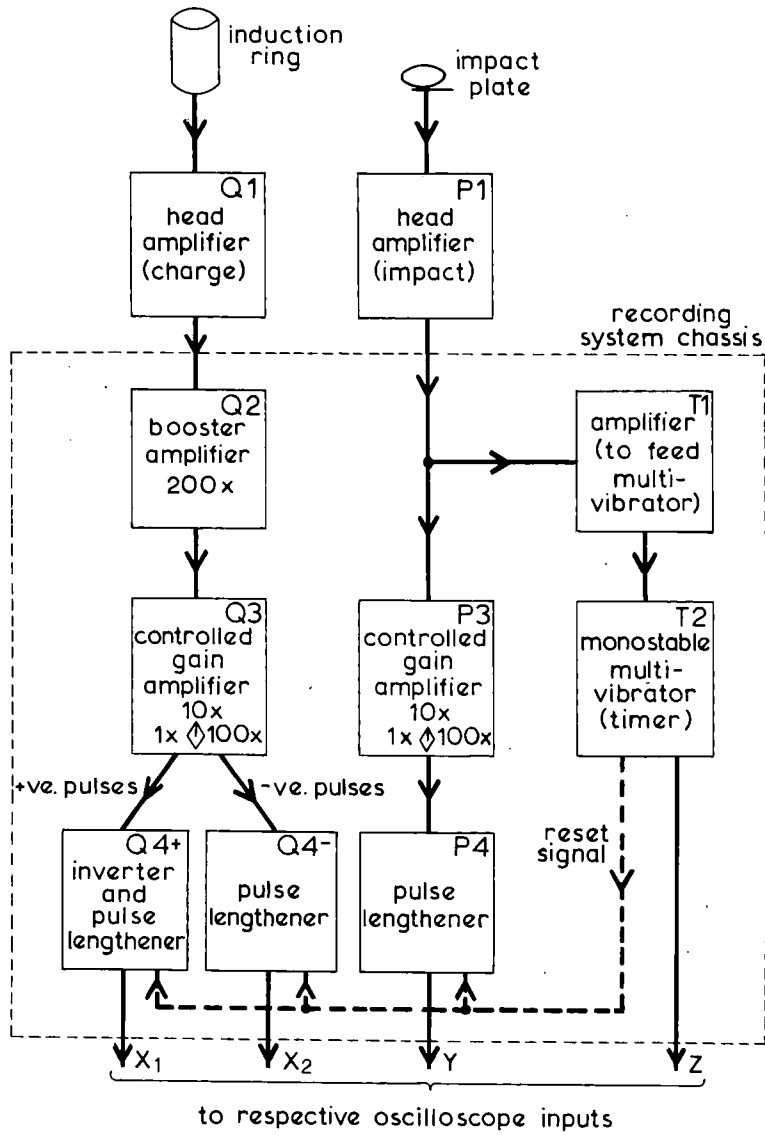 induction
ring
impact
plate
Q1
head
amplifier
(charge)
P1
head
amplifier
(impact)
recording
system chassis
Q2
booster
amplifier
200x
T1
amplifier
(to feed
multi-
vibrator)
Q3
controlled
gain
amplifier
10x
1x 100x
P3
controlled
gain
amplifier
10x
1x 100x
T2
monostable
multi-
vibrator
(timer)
+ve. pulses
-ve. pulses
reset
signal
Q4+
inverter
and
pulse
lengthener
Q4-
pulse
lengthener
P4
pulse
lengthener
X1
X2
Y
Z
to respective oscilloscope inputs